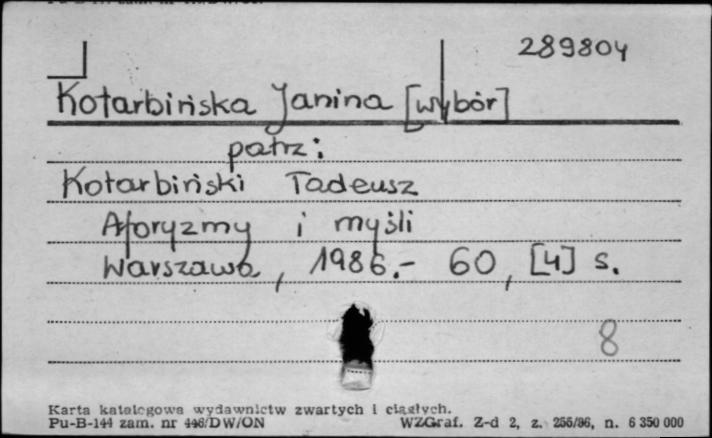 289804
Kotarbińska Janina [wybór]
patrz:
Kotarbiński Tadeusz
Aforyzmy i myśli
Warszawa, 1986.- 60, [4] s.
8
Karta katalogowa wydawnictw zwartych i ciągłych.
Pu-B-144 zam. nr 446/DW/ON WZGraf. Z-d 2, z. 255/86, n. 6 350 000